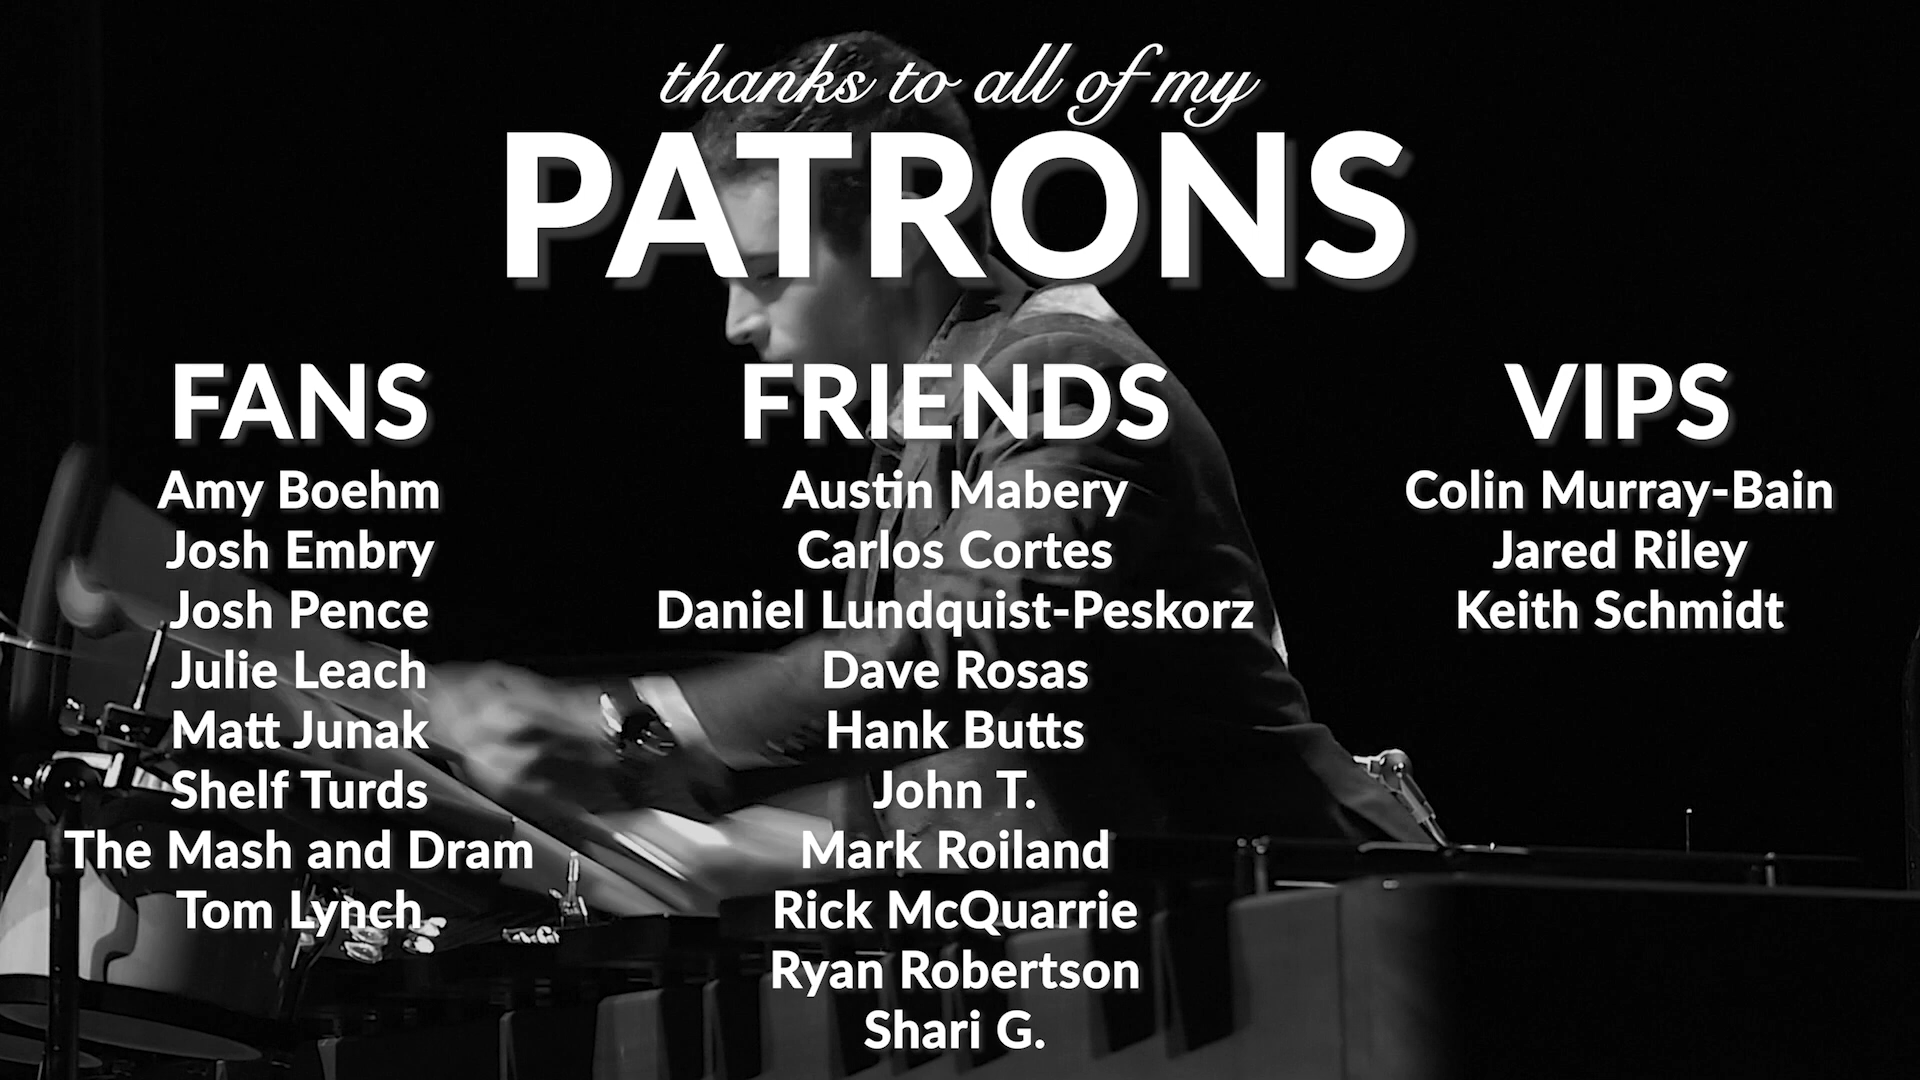 thanks to all of my
PATRONS
FANS
Amy Boehm
Josh Embry
Josh Pence
Julie Leach
Matt Junak
Shelf Turds
The Mash and Dram
Tom Lynch
FRIENDS
Austin Mabery
Carlos Cortes
Daniel Lundquist-Peskorz
Dave Rosas
Hank Butts
John T.
Mark Roiland
Rick McQuarrie
Ryan Robertson
Shari G.
VIPS
Colin Murray-Bain
Jared Riley
Keith Schmidt